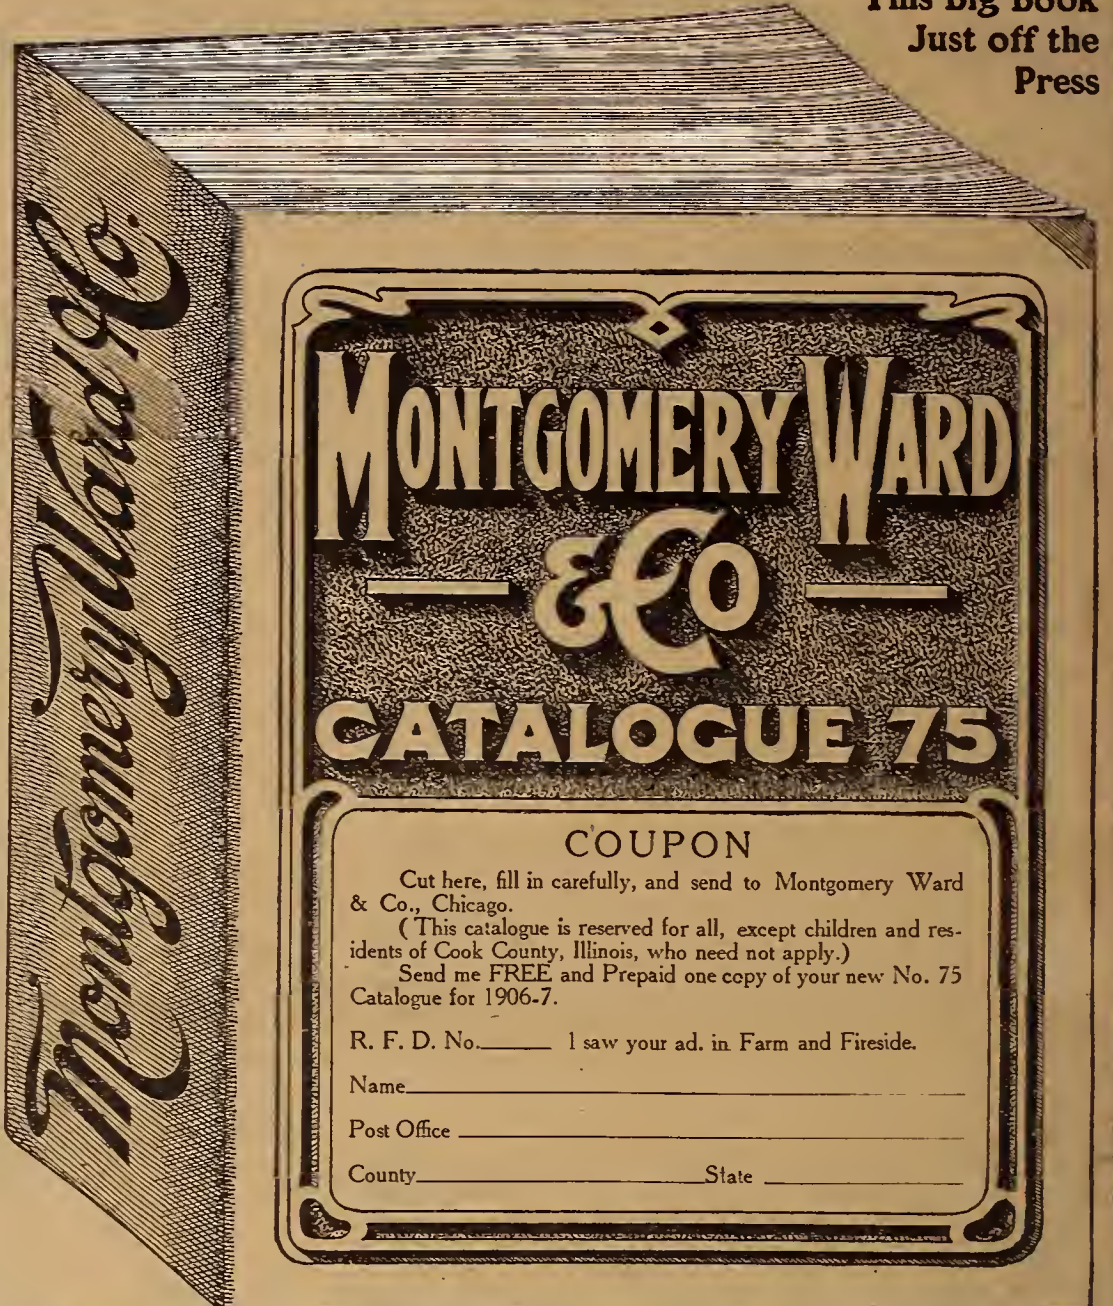 This Big Book
Just off the
Press
Montgomery Ward & Co.
MONTGOMERY WARD
& CO
CATALOGUE 75
COUPON
Cut here, fill in carefully, and send to Montgomery Ward
& Co., Chicago.
(This catalogue is reserved for all, except children and res-
idents of Cook County, Illinois, who need not apply.)
Send me FREE and Prepaid one copy of your new No. 75
Catalogue for 1906-7.
R. F. D. No. I saw your ad. in Farm and Fireside.
Name
Post Office
County State